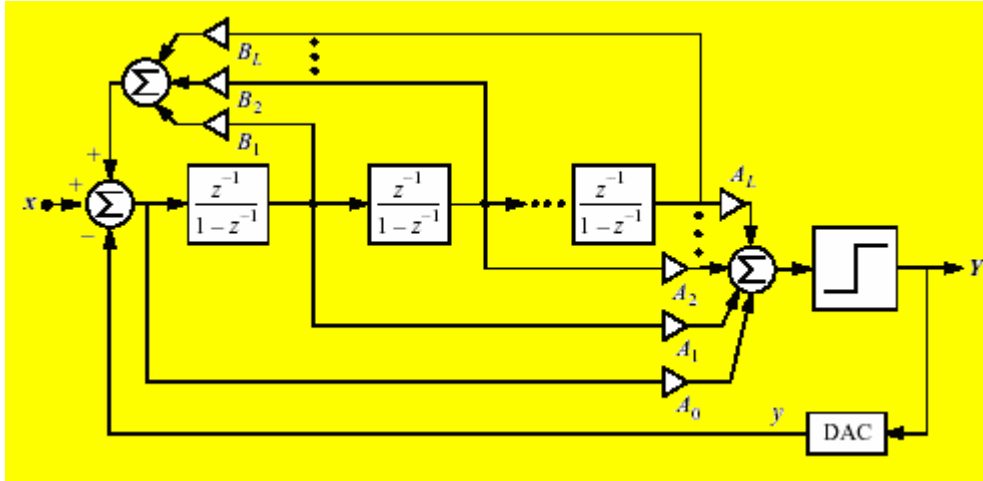 B_L
Σ
B_2
B_1
+
+
x
Σ
−
z^{-1}
1 − z^{-1}
z^{-1}
1 − z^{-1}
z^{-1}
1 − z^{-1}
A_L
Σ
Y
A_2
A_1
A_0
y
DAC